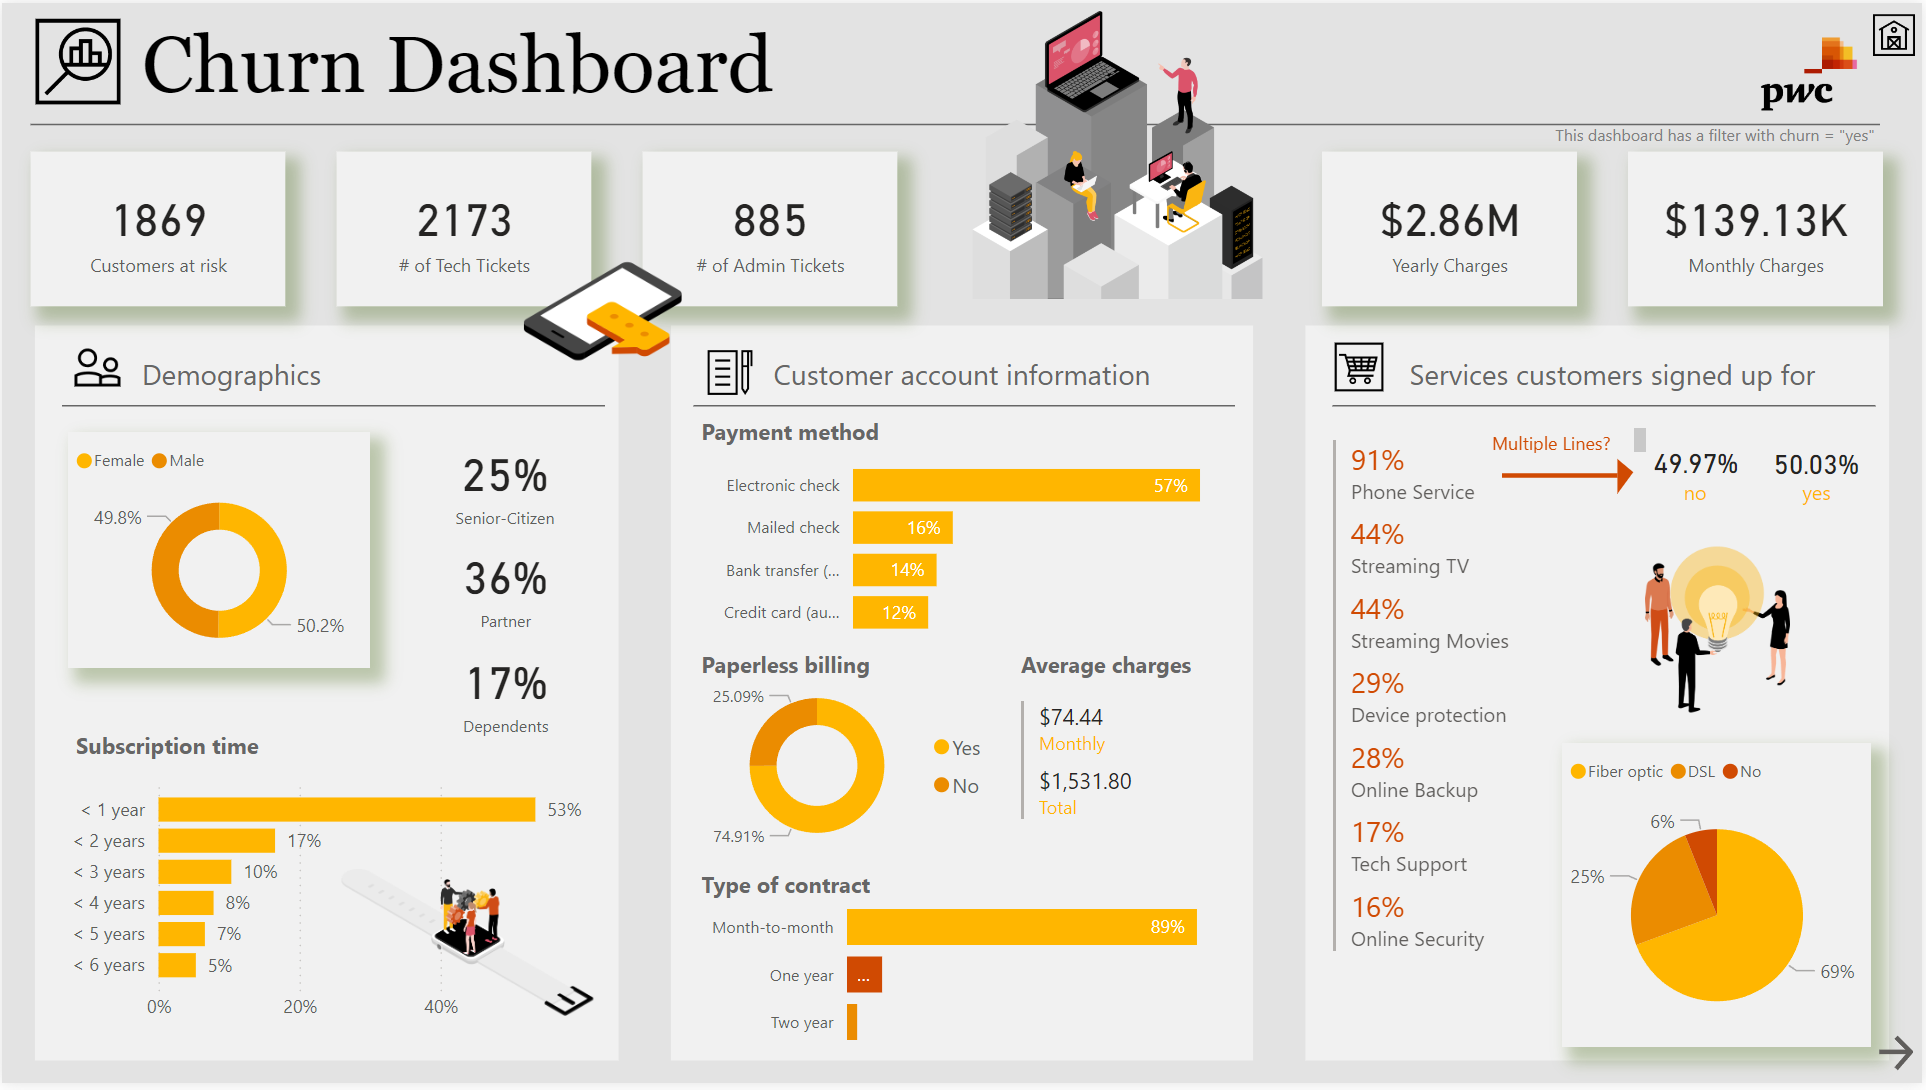 Churn Dashboard
pwc
This dashboard has a filter with churn = "yes"
1869
Customers at risk
2173
# of Tech Tickets
885
# of Admin Tickets
$2.86M
Yearly Charges
$139.13K
Monthly Charges
Demographics
Female Male
49.8%
50.2%
25%
Senior-Citizen
36%
Partner
17%
Dependents
Subscription time
< 1 year 53%
< 2 years 17%
< 3 years 10%
< 4 years 8%
< 5 years 7%
< 6 years 5%
0% 20% 40%
Customer account information
Payment method
Electronic check 57%
Mailed check 16%
Bank transfer (... 14%
Credit card (au... 12%
Paperless billing
25.09%
74.91%
Yes
No
Average charges
$74.44
Monthly
$1,531.80
Total
Type of contract
Month-to-month 89%
One year ...
Two year
Services customers signed up for
91%
Phone Service
Multiple Lines?
49.97%
no
50.03%
yes
44%
Streaming TV
44%
Streaming Movies
29%
Device protection
28%
Online Backup
17%
Tech Support
16%
Online Security
Fiber optic DSL No
6%
25%
69%